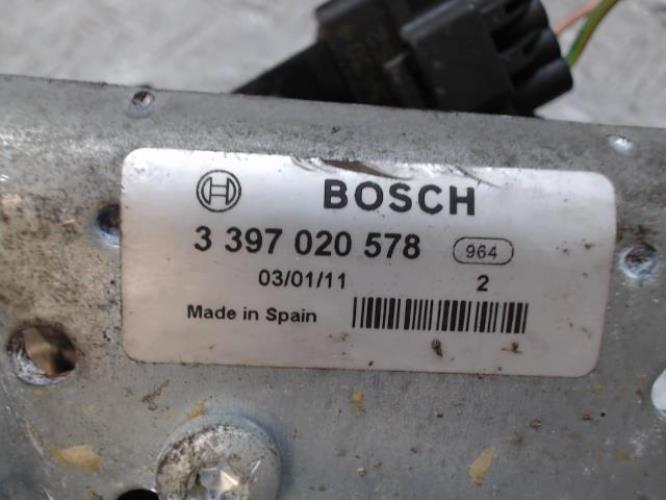 BOSCH
3 397 020 578 964
03/01/11 2
Made in Spain